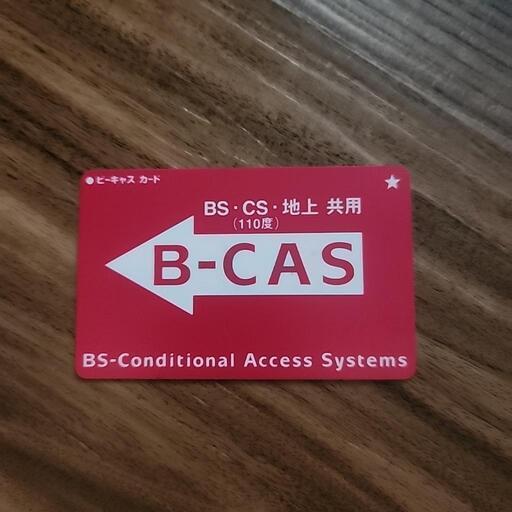 ビーキャス カード
BS・CS・地上 共用
(110度)
B-CAS
BS-Conditional Access Systems